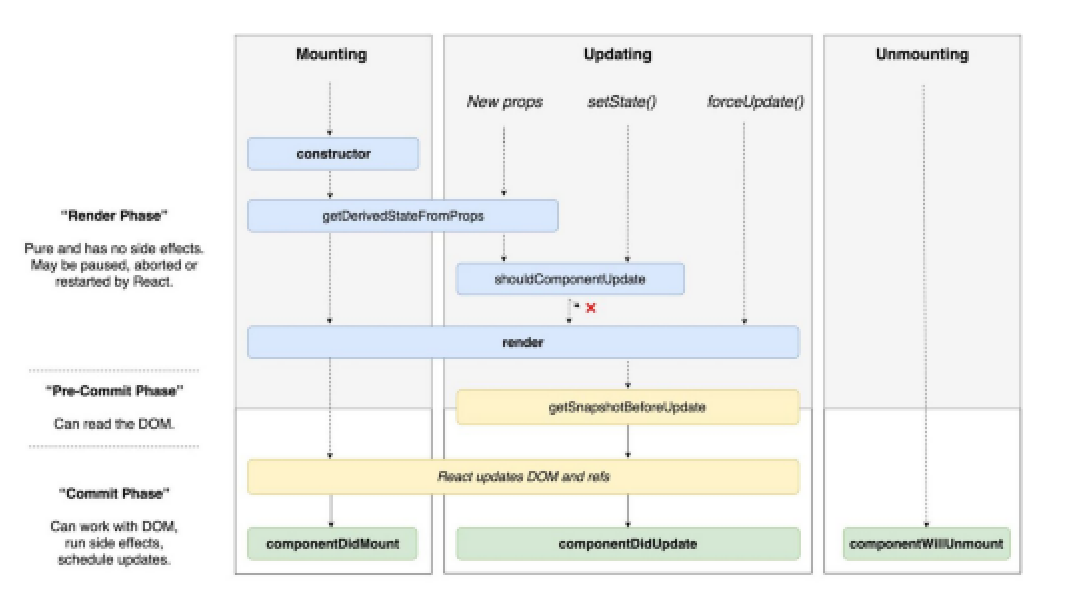 Mounting
Updating
Unmounting
New props
setState()
forceUpdate()
constructor
"Render Phase"
getDerivedStateFromProps
Pure and has no side effects.
May be paused, aborted or
restarted by React.
shouldComponentUpdate
render
"Pre-Commit Phase"
Can read the DOM.
getSnapshotBeforeUpdate
React updates DOM and refs
"Commit Phase"
Can work with DOM,
run side effects,
schedule updates.
componentDidMount
componentDidUpdate
componentWillUnmount